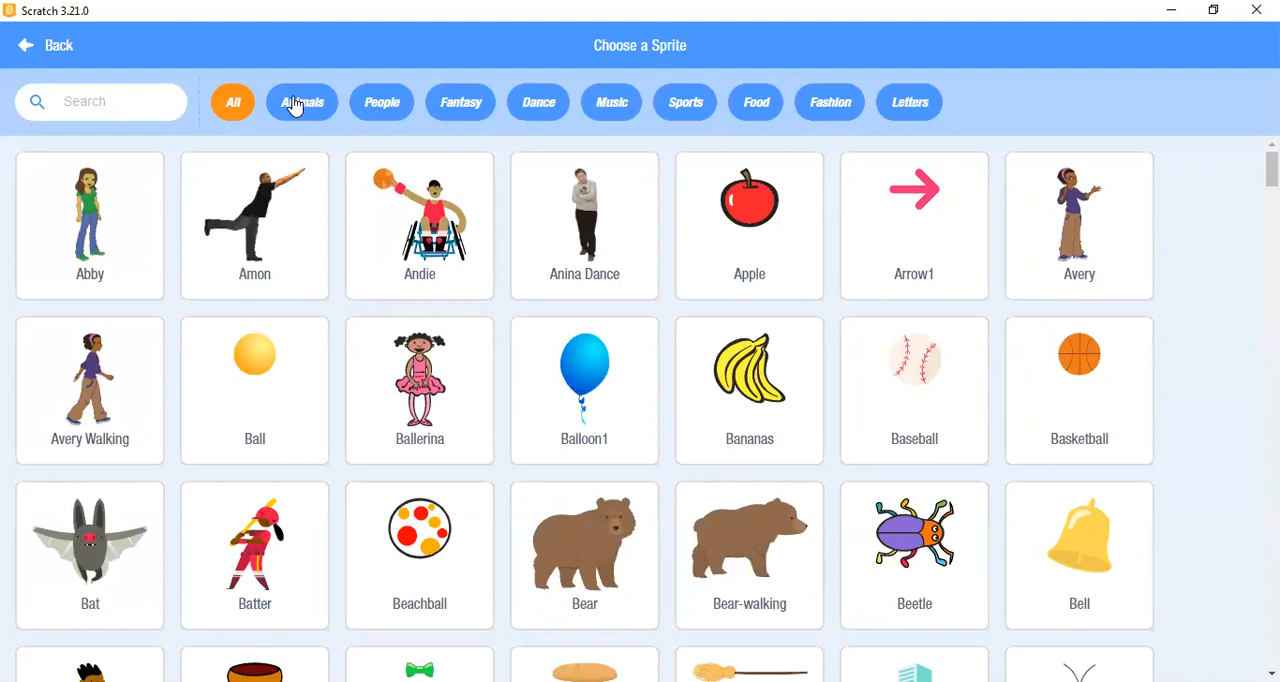 Scratch 3.21.0
Back
Choose a Sprite
Search
All Animals People Fantasy Dance Music Sports Food Fashion Letters
Abby Amon Andie Anina Dance Apple Arrow1 Avery
Avery Walking Ball Ballerina Balloon1 Bananas Baseball Basketball
Bat Batter Beachball Bear Bear-walking Beetle Bell